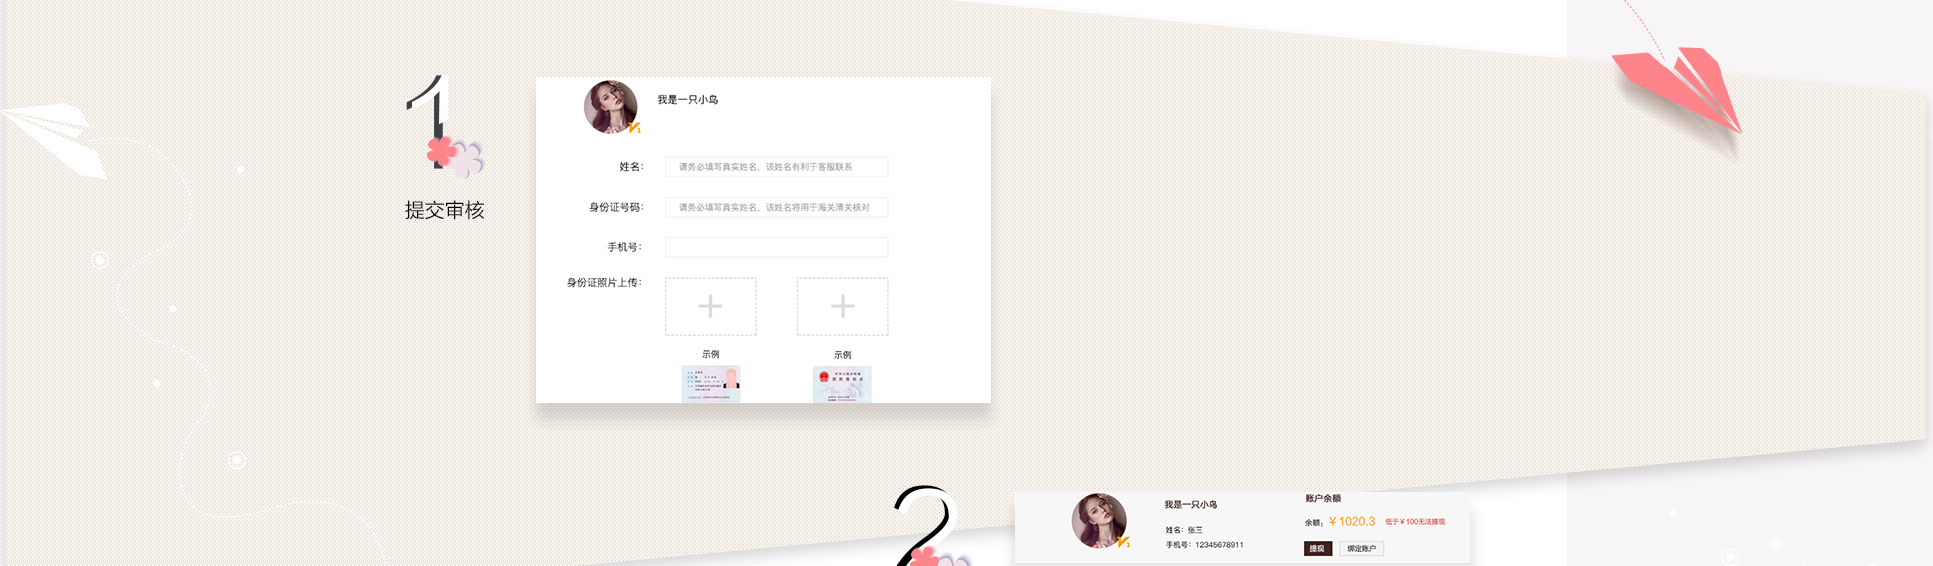 1
提交审核
我是一只小鸟
V1
姓名：
请务必填写真实姓名，该姓名有利于客服联系
身份证号码：
请务必填写真实姓名，该姓名将用于海关清关核对
手机号：
身份证照片上传：
示例
示例
2
我是一只小鸟
V1
姓名：张三
手机号：12345678911
账户余额
余额：￥1020.3 低于￥100无法提现
提现 绑定账户